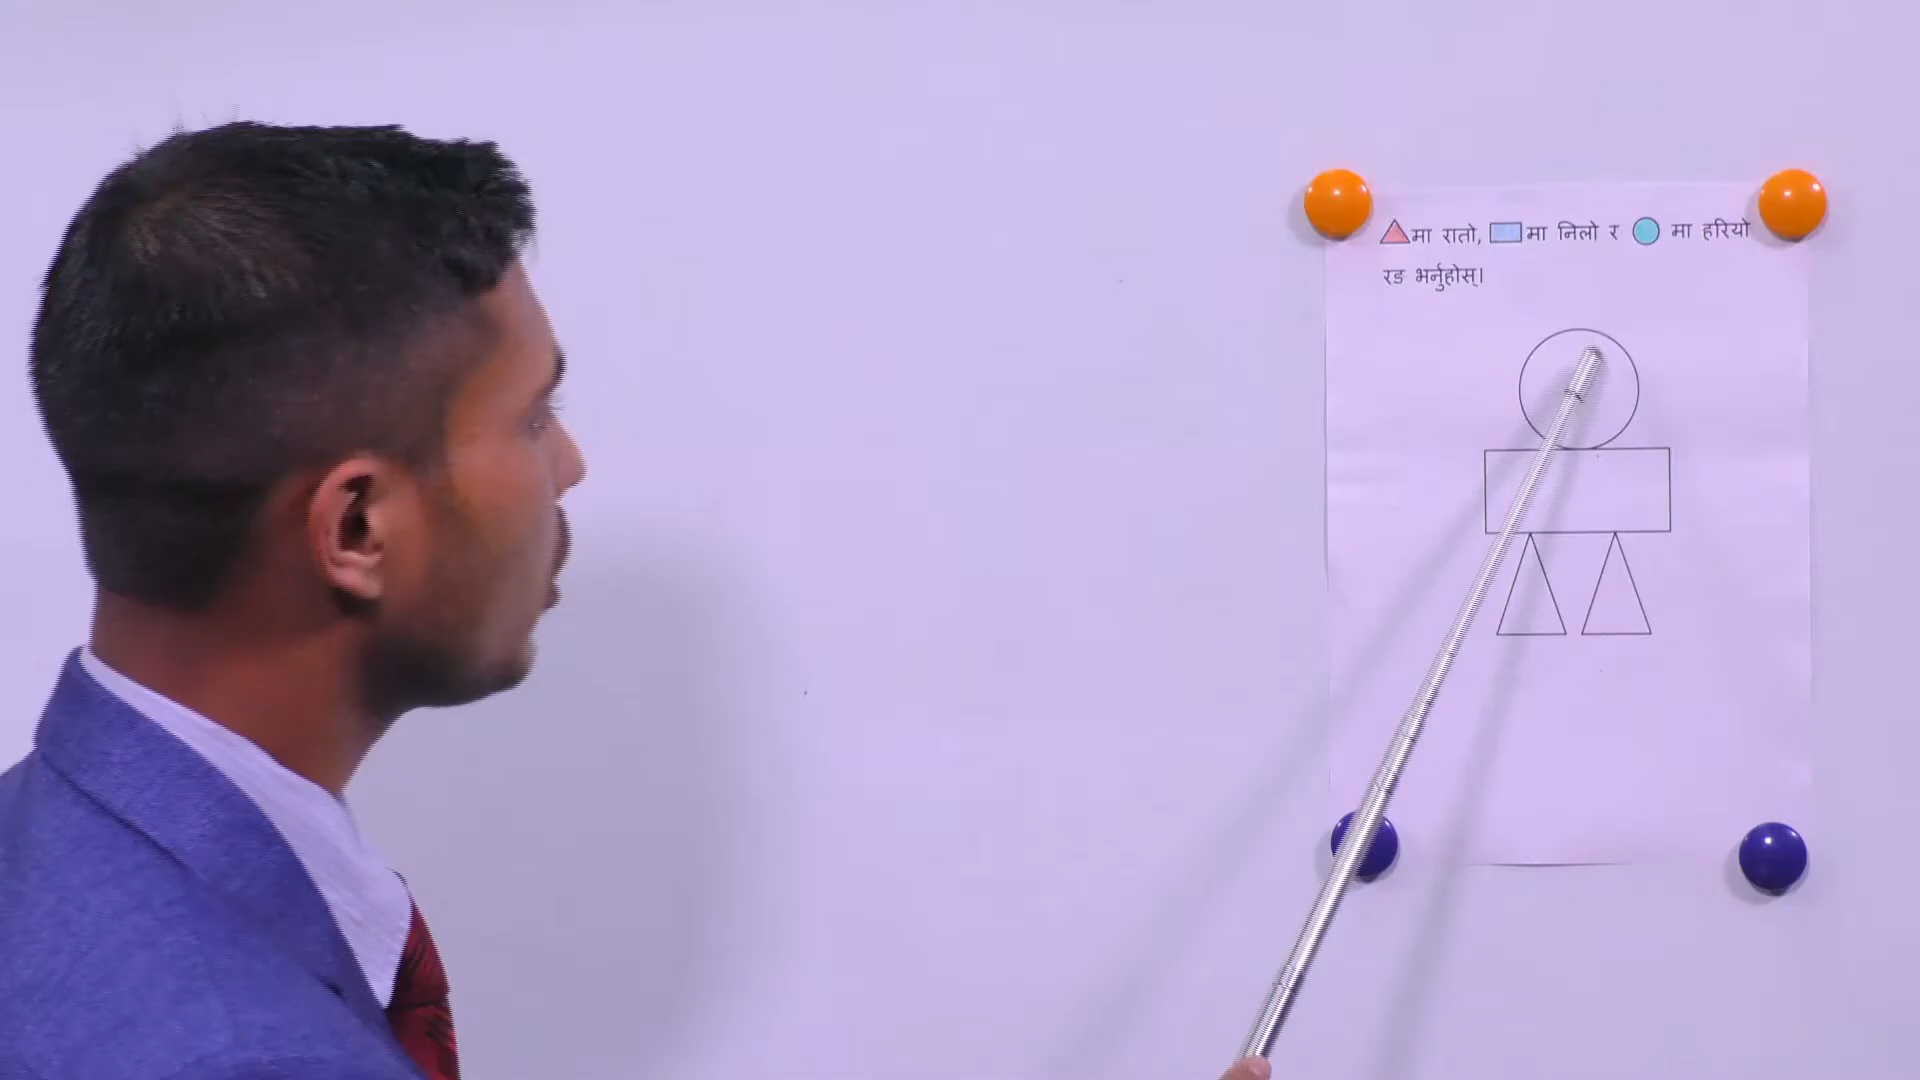 मा रातो, मा निलो र मा हरियो
रङ भर्नुहोस्।